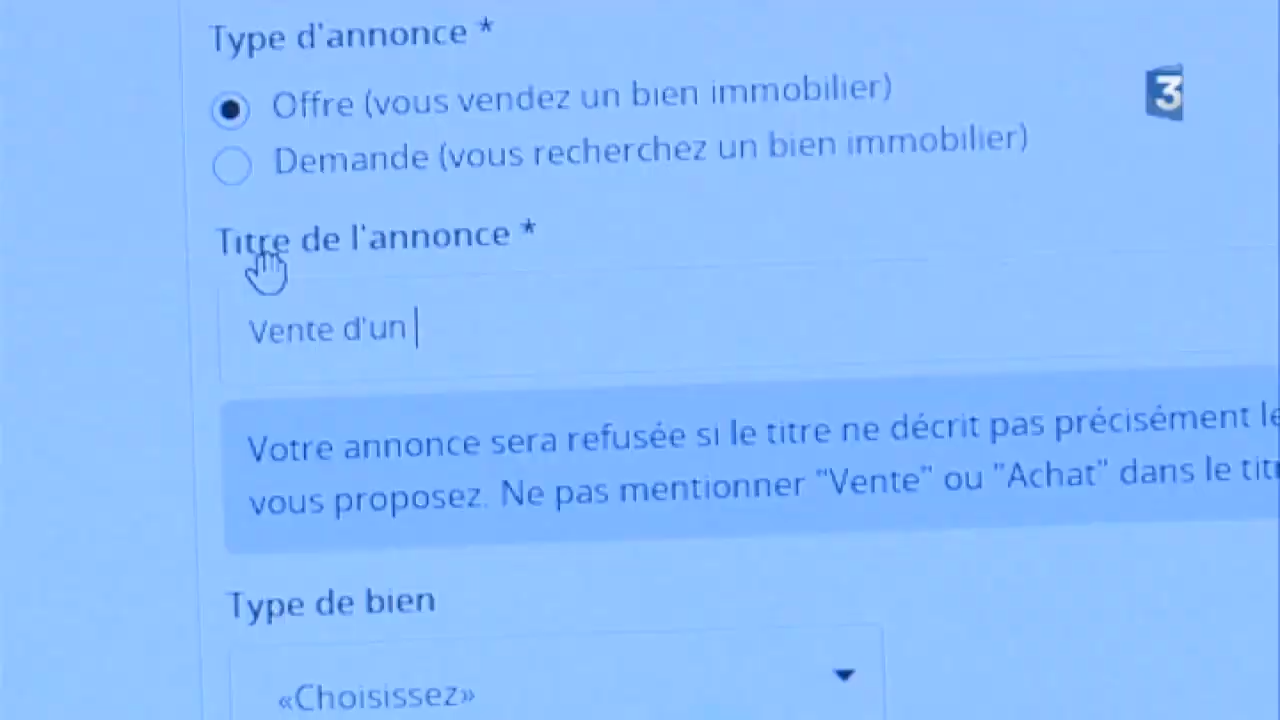 Type d'annonce *
3
Offre (vous vendez un bien immobilier)
Demande (vous recherchez un bien immobilier)
Titre de l'annonce *
Vente d'un
Votre annonce sera refusée si le titre ne décrit pas précisément
vous proposez. Ne pas mentionner "Vente" ou "Achat" dans le
Type de bien
«Choisissez»